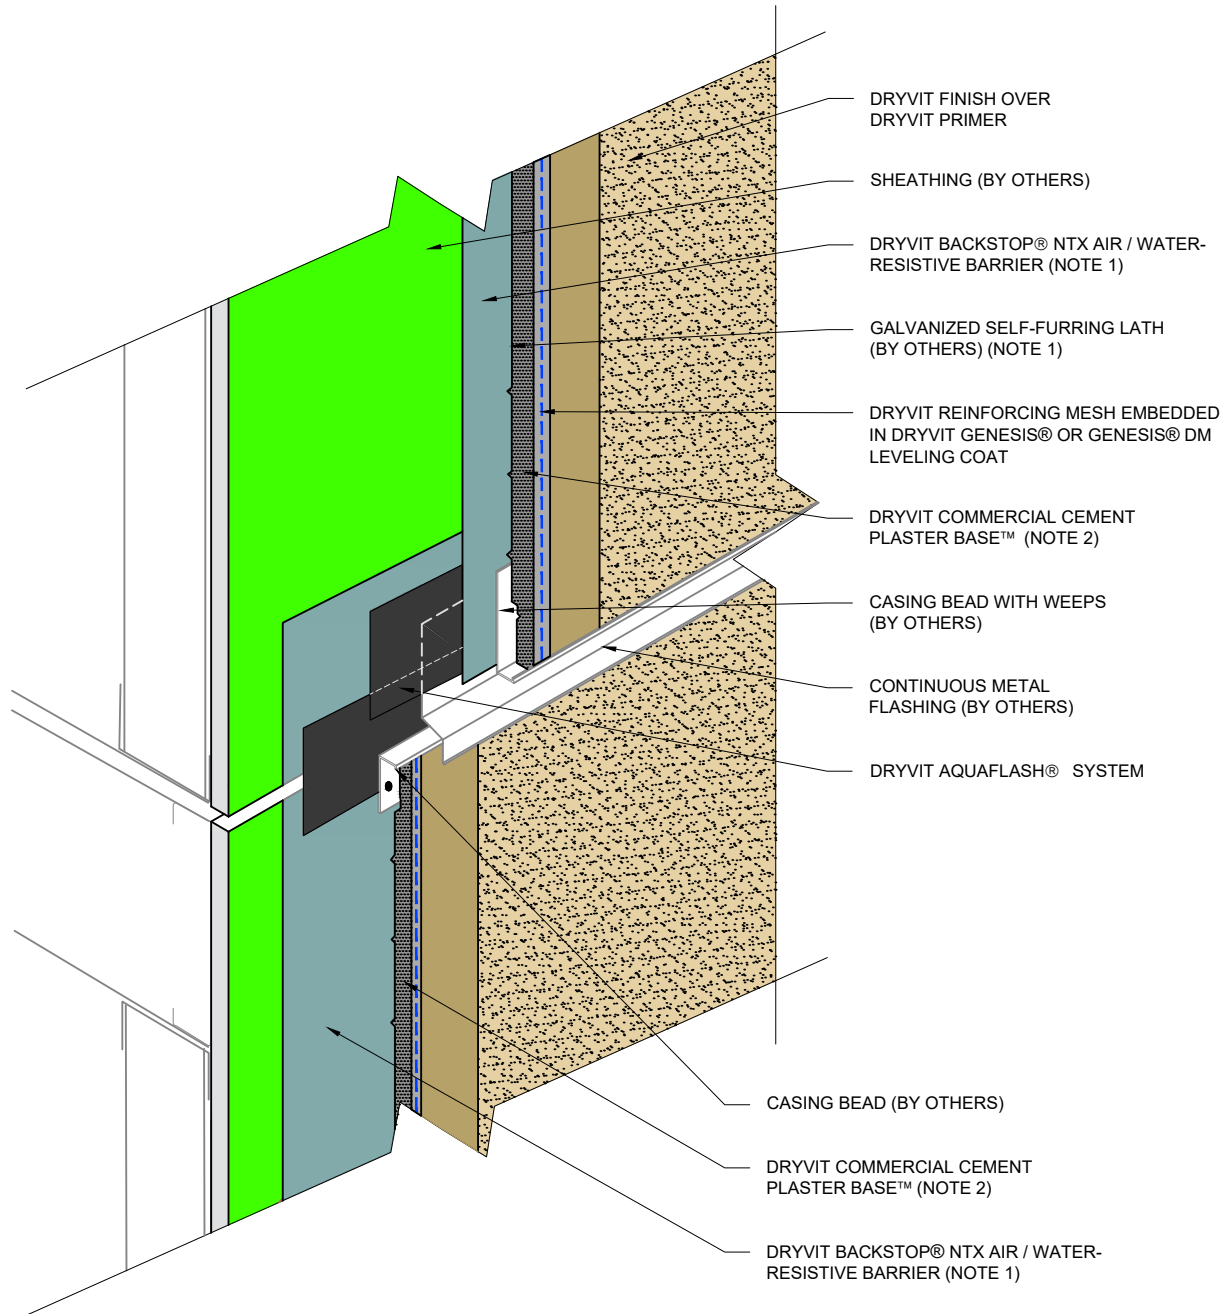 DRYVIT FINISH OVER
DRYVIT PRIMER
SHEATHING (BY OTHERS)
DRYVIT BACKSTOP® NTX AIR / WATER-
RESISTIVE BARRIER (NOTE 1)
GALVANIZED SELF-FURRING LATH
(BY OTHERS) (NOTE 1)
DRYVIT REINFORCING MESH EMBEDDED
IN DRYVIT GENESIS® OR GENESIS® DM
LEVELING COAT
DRYVIT COMMERCIAL CEMENT
PLASTER BASE™ (NOTE 2)
CASING BEAD WITH WEEPS
(BY OTHERS)
CONTINUOUS METAL
FLASHING (BY OTHERS)
DRYVIT AQUAFLASH® SYSTEM
CASING BEAD (BY OTHERS)
DRYVIT COMMERCIAL CEMENT
PLASTER BASE™ (NOTE 2)
DRYVIT BACKSTOP® NTX AIR / WATER-
RESISTIVE BARRIER (NOTE 1)